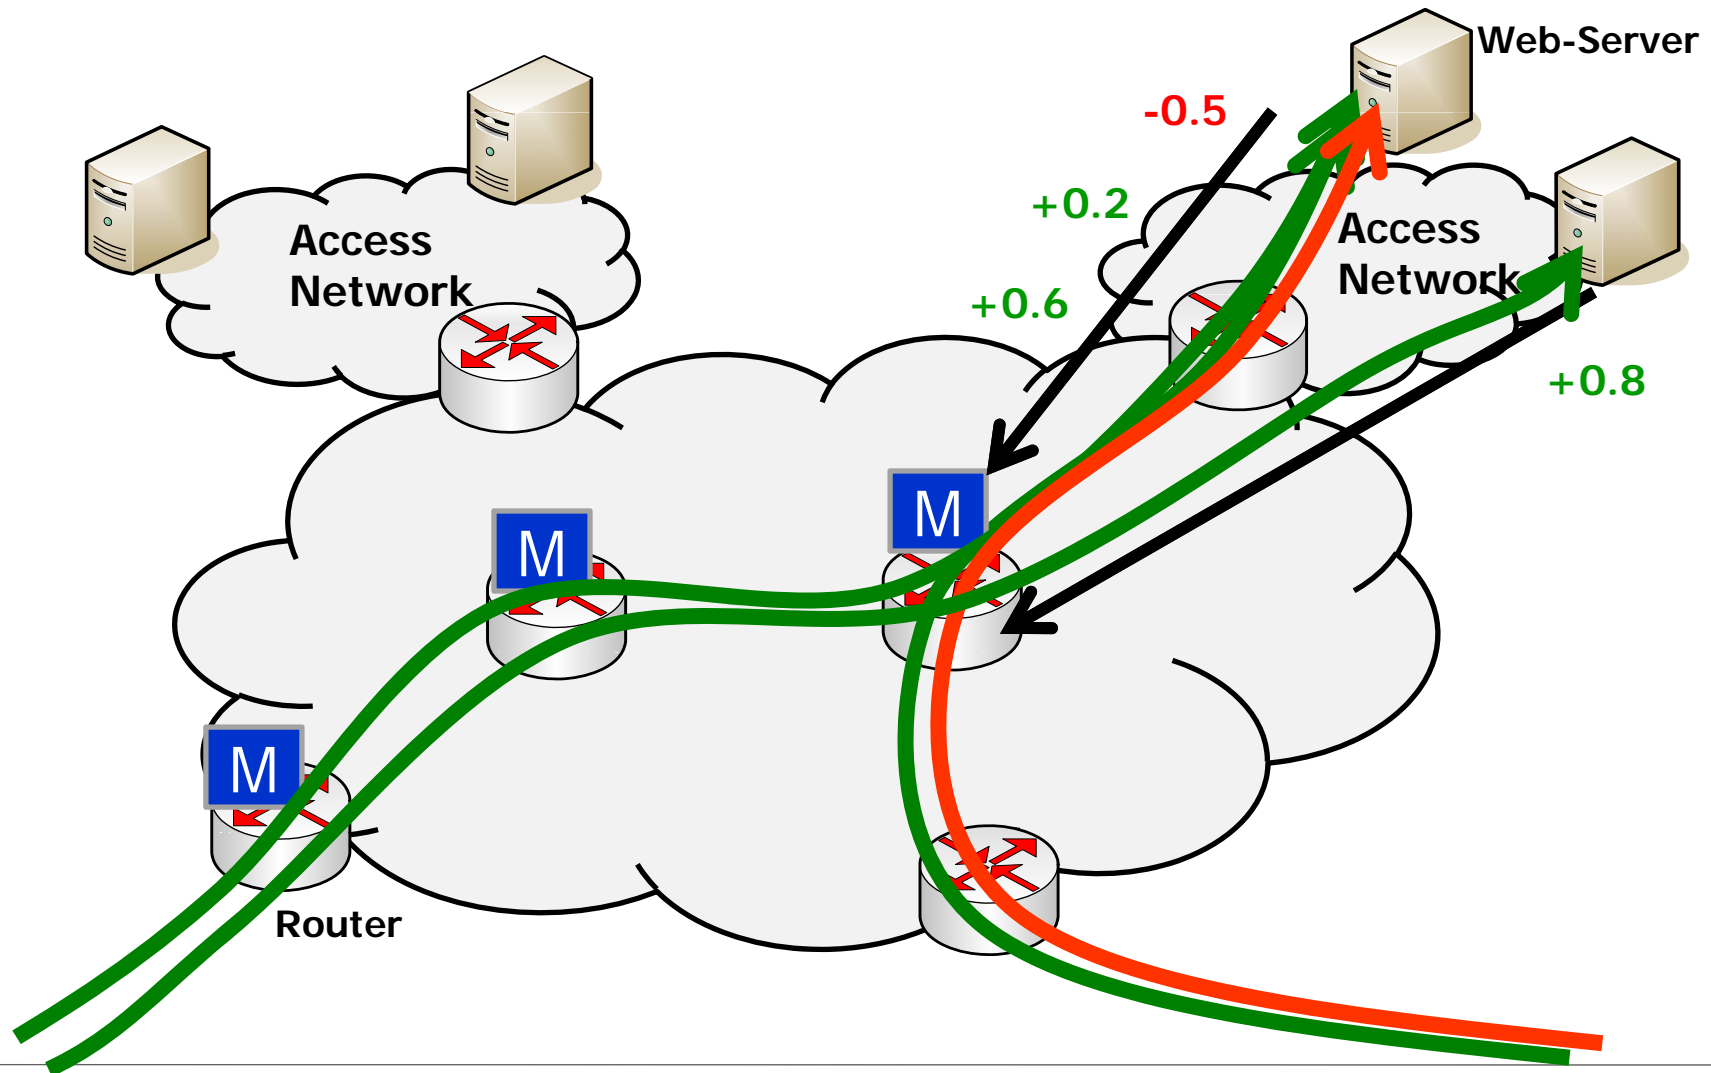 Web-Server
-0.5
+0.2
Access
Network
Access
Network
+0.6
+0.8
M
M
M
Router